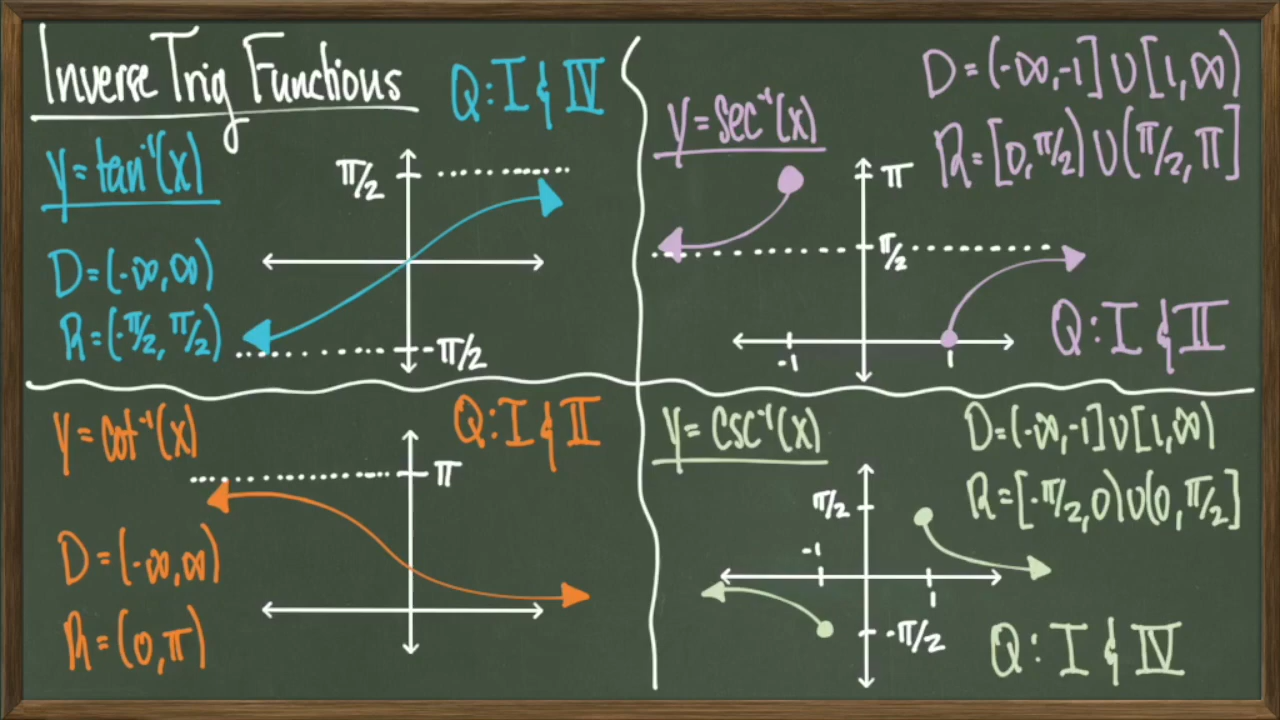 Inverse Trig Functions
Q: I & IV
y = tan⁻¹(x)
D = (-∞, ∞)
R = (-π/2, π/2)
π/2
-π/2
y = sec⁻¹(x)
D = (-∞, -1] ∪ [1, ∞)
R = [0, π/2) ∪ (π/2, π]
π
π/2
-1
1
Q: I & II
y = cot⁻¹(x)
Q: I & II
π
D = (-∞, ∞)
R = (0, π)
y = csc⁻¹(x)
D = (-∞, -1] ∪ [1, ∞)
R = [-π/2, 0) ∪ (0, π/2]
π/2
-1
1
-π/2
Q: I & IV